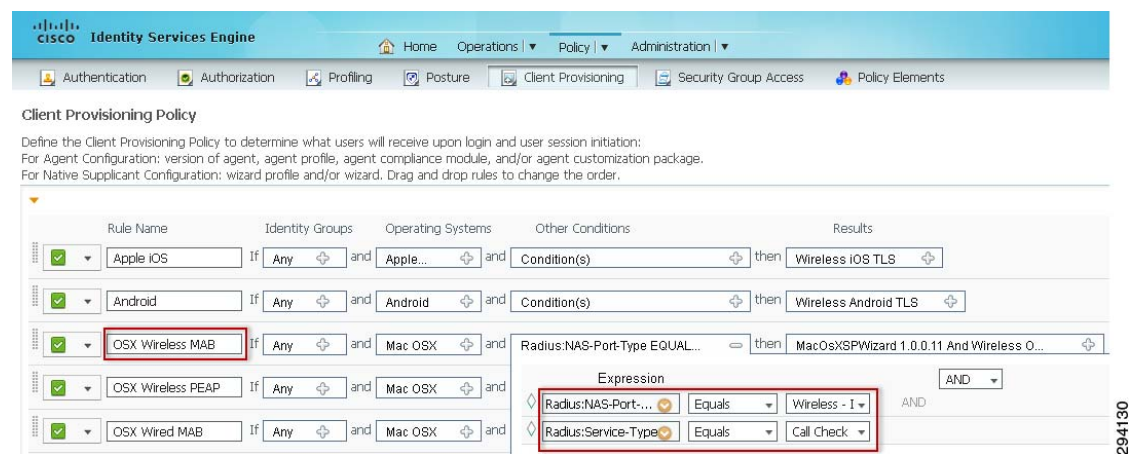 cisco Identity Services Engine
Home Operations | ▼ Policy | ▼ Administration | ▼
Authentication Authorization Profiling Posture Client Provisioning Security Group Access Policy Elements
Client Provisioning Policy
Define the Client Provisioning Policy to determine what users will receive upon login and user session initiation:
For Agent Configuration: version of agent, agent profile, agent compliance module, and/or agent customization package.
For Native Supplicant Configuration: wizard profile and/or wizard. Drag and drop rules to change the order.
Rule Name Identity Groups Operating Systems Other Conditions Results
Apple iOS If Any and Apple... and Condition(s) then Wireless iOS TLS
Android If Any and Android and Condition(s) then Wireless Android TLS
OSX Wireless MAB If Any and Mac OSX and Radius:NAS-Port-Type EQUAL... then MacOsXSPWizard 1.0.0.11 And Wireless O...
Expression AND
OSX Wireless PEAP If Any and Mac OSX and Radius:NAS-Port-... Equals Wireless - I AND
OSX Wired MAB If Any and Mac OSX and Radius:Service-Type Equals Call Check
294130